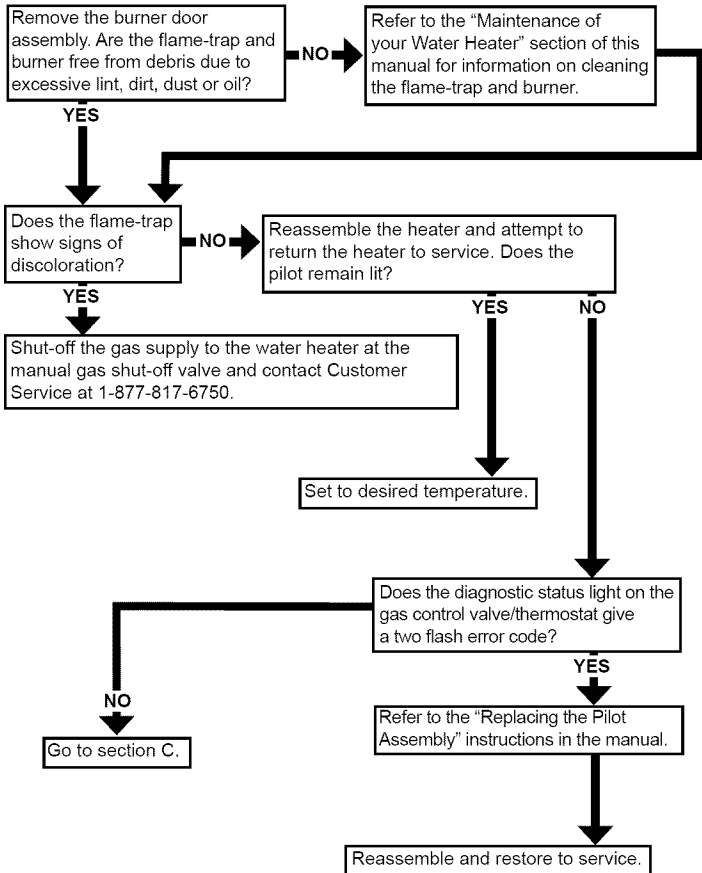 Remove the burner door
assembly. Are the flame-trap and
burner free from debris due to
excessive lint, dirt, dust or oil?
NO
Refer to the “Maintenance of
your Water Heater” section of this
manual for information on cleaning
the flame-trap and burner.
YES
Does the flame-trap
show signs of
discoloration?
NO
Reassemble the heater and attempt to
return the heater to service. Does the
pilot remain lit?
YES
YES
NO
Shut-off the gas supply to the water heater at the
manual gas shut-off valve and contact Customer
Service at 1-877-817-6750.
Set to desired temperature.
Does the diagnostic status light on the
gas control valve/thermostat give
a two flash error code?
YES
NO
Refer to the “Replacing the Pilot
Assembly” instructions in the manual.
Go to section C.
Reassemble and restore to service.